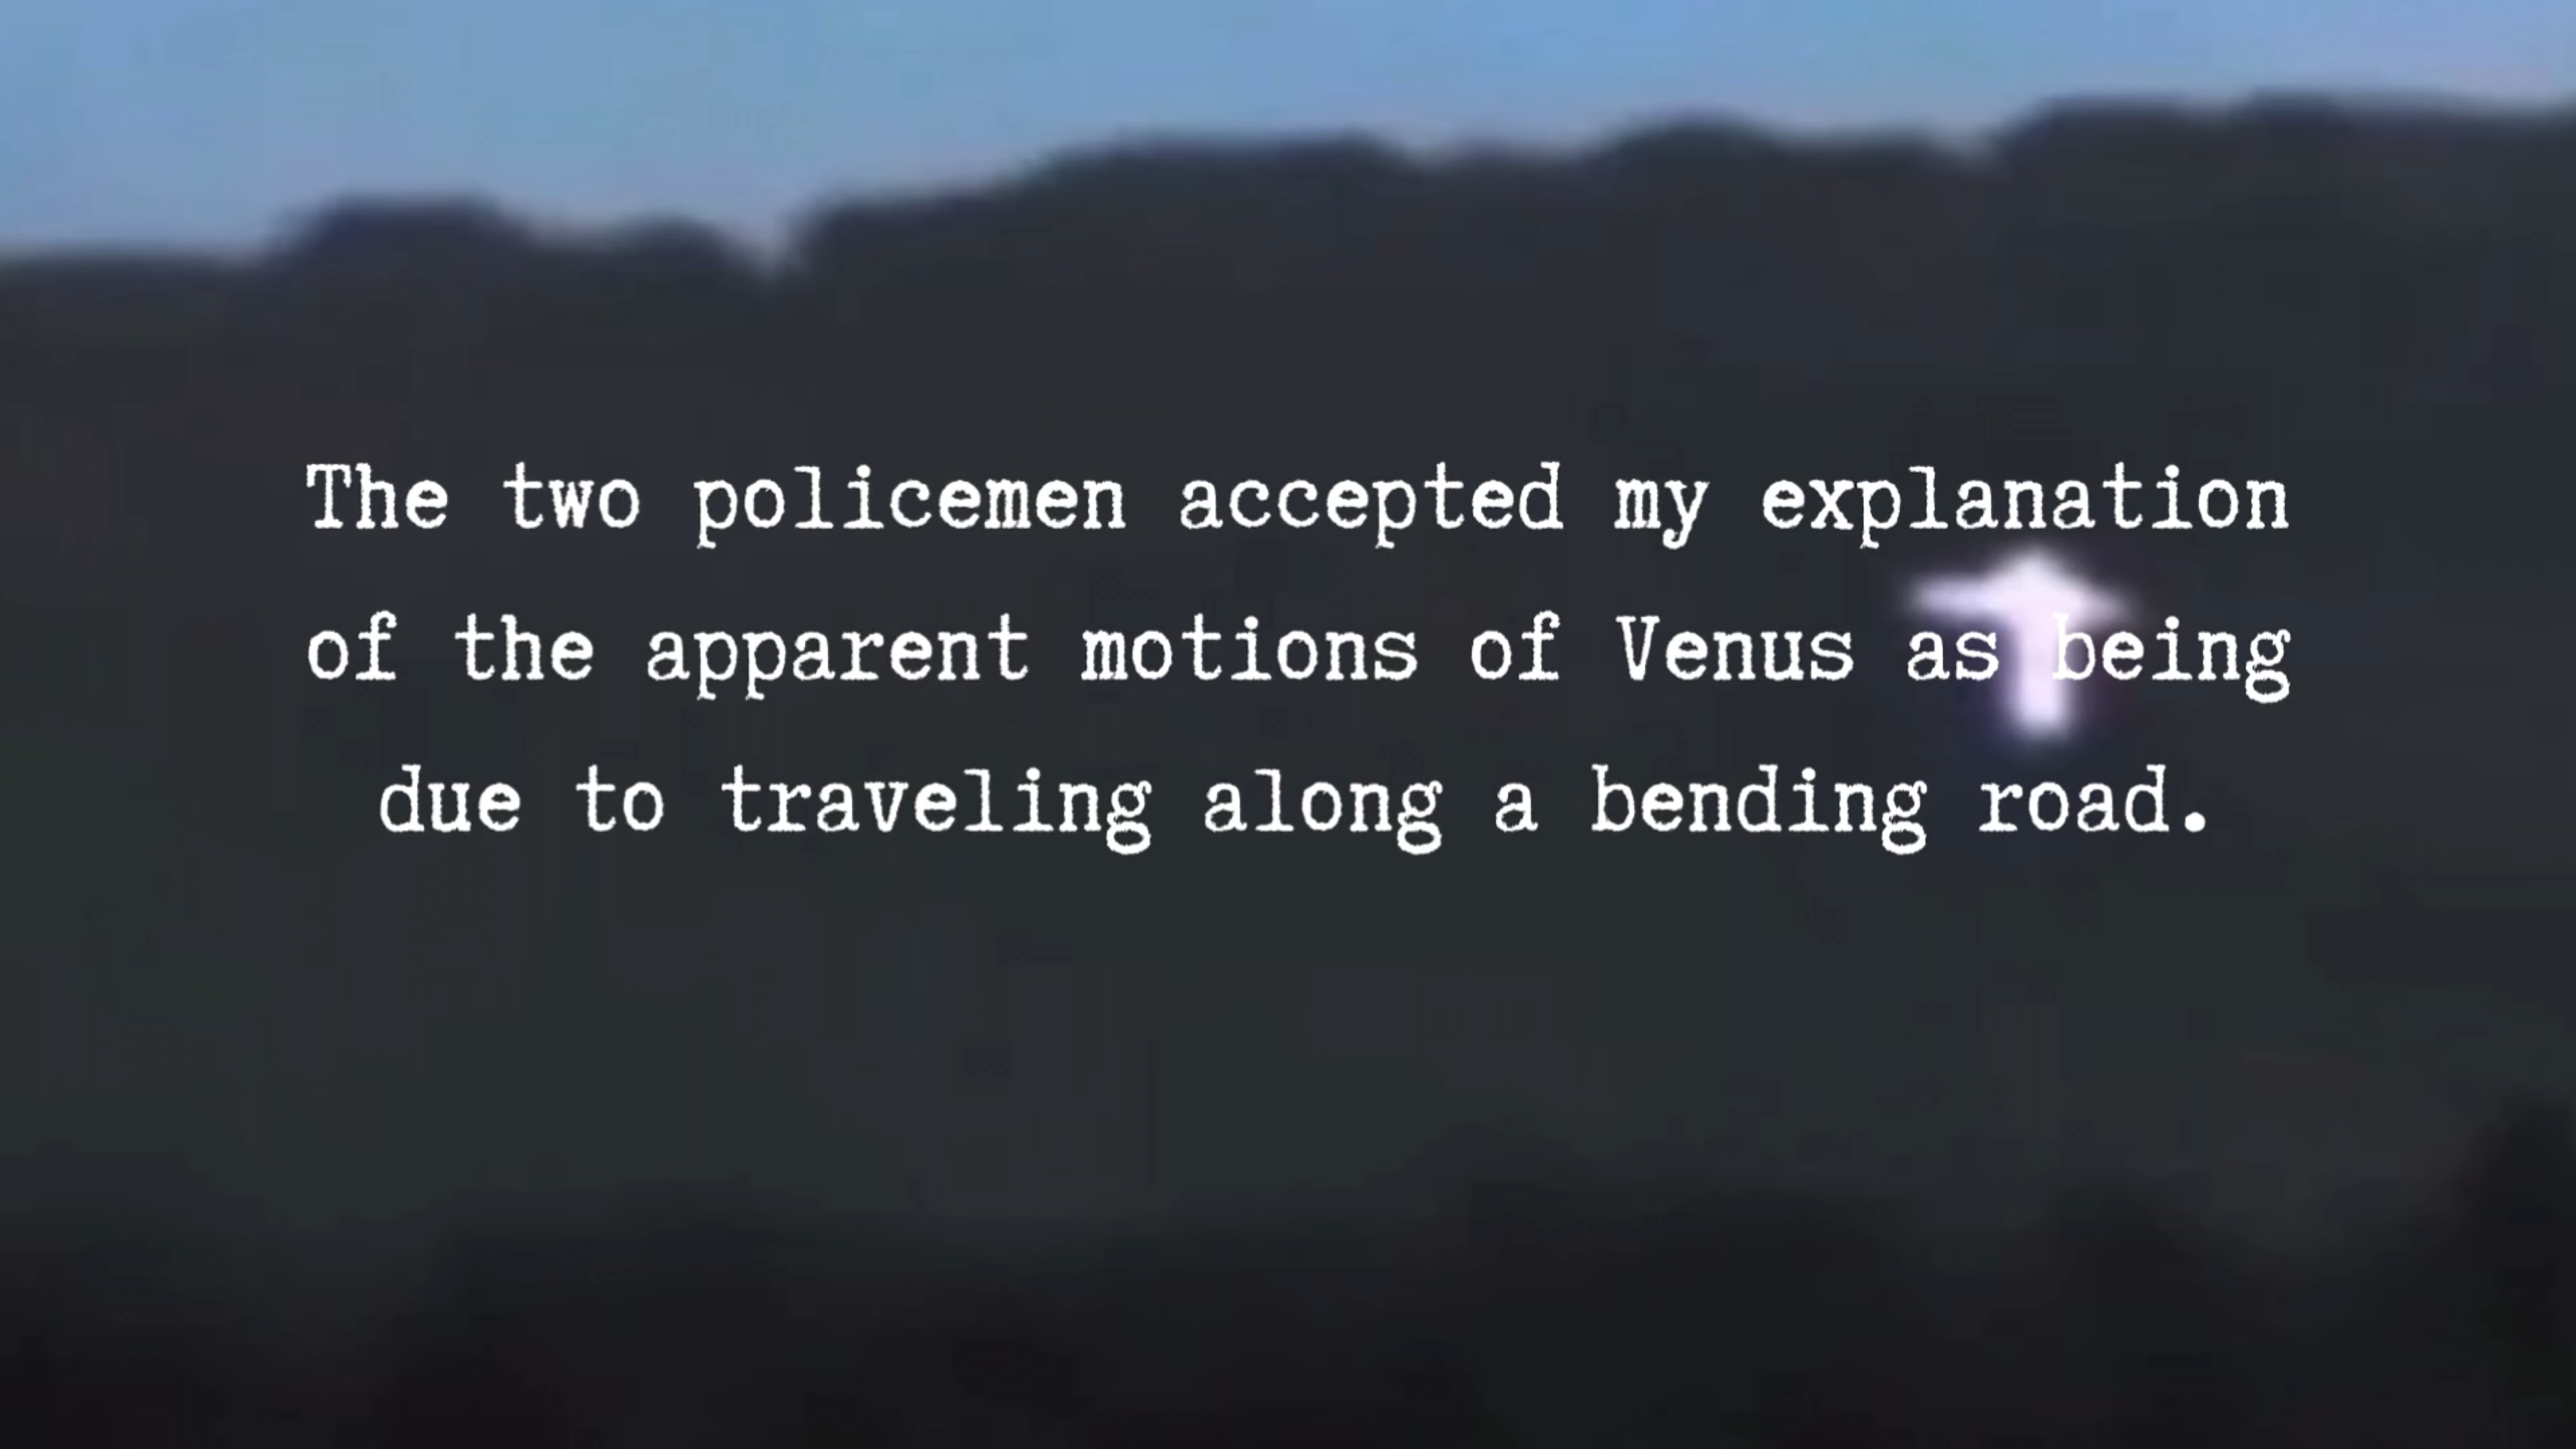 The two policemen accepted my explanation
of the apparent motions of Venus as being
due to traveling along a bending road.